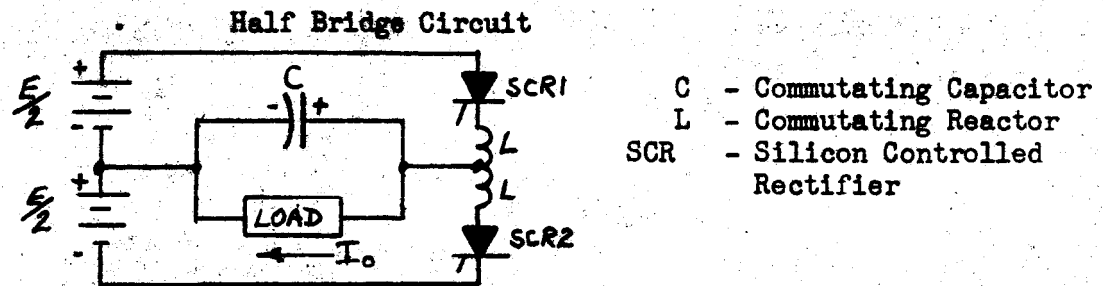 Half Bridge Circuit
+
E/2
-
C
- +
SCR1
L
L
+
E/2
-
LOAD
I₀
SCR2
C - Commutating Capacitor
L - Commutating Reactor
SCR - Silicon Controlled
Rectifier